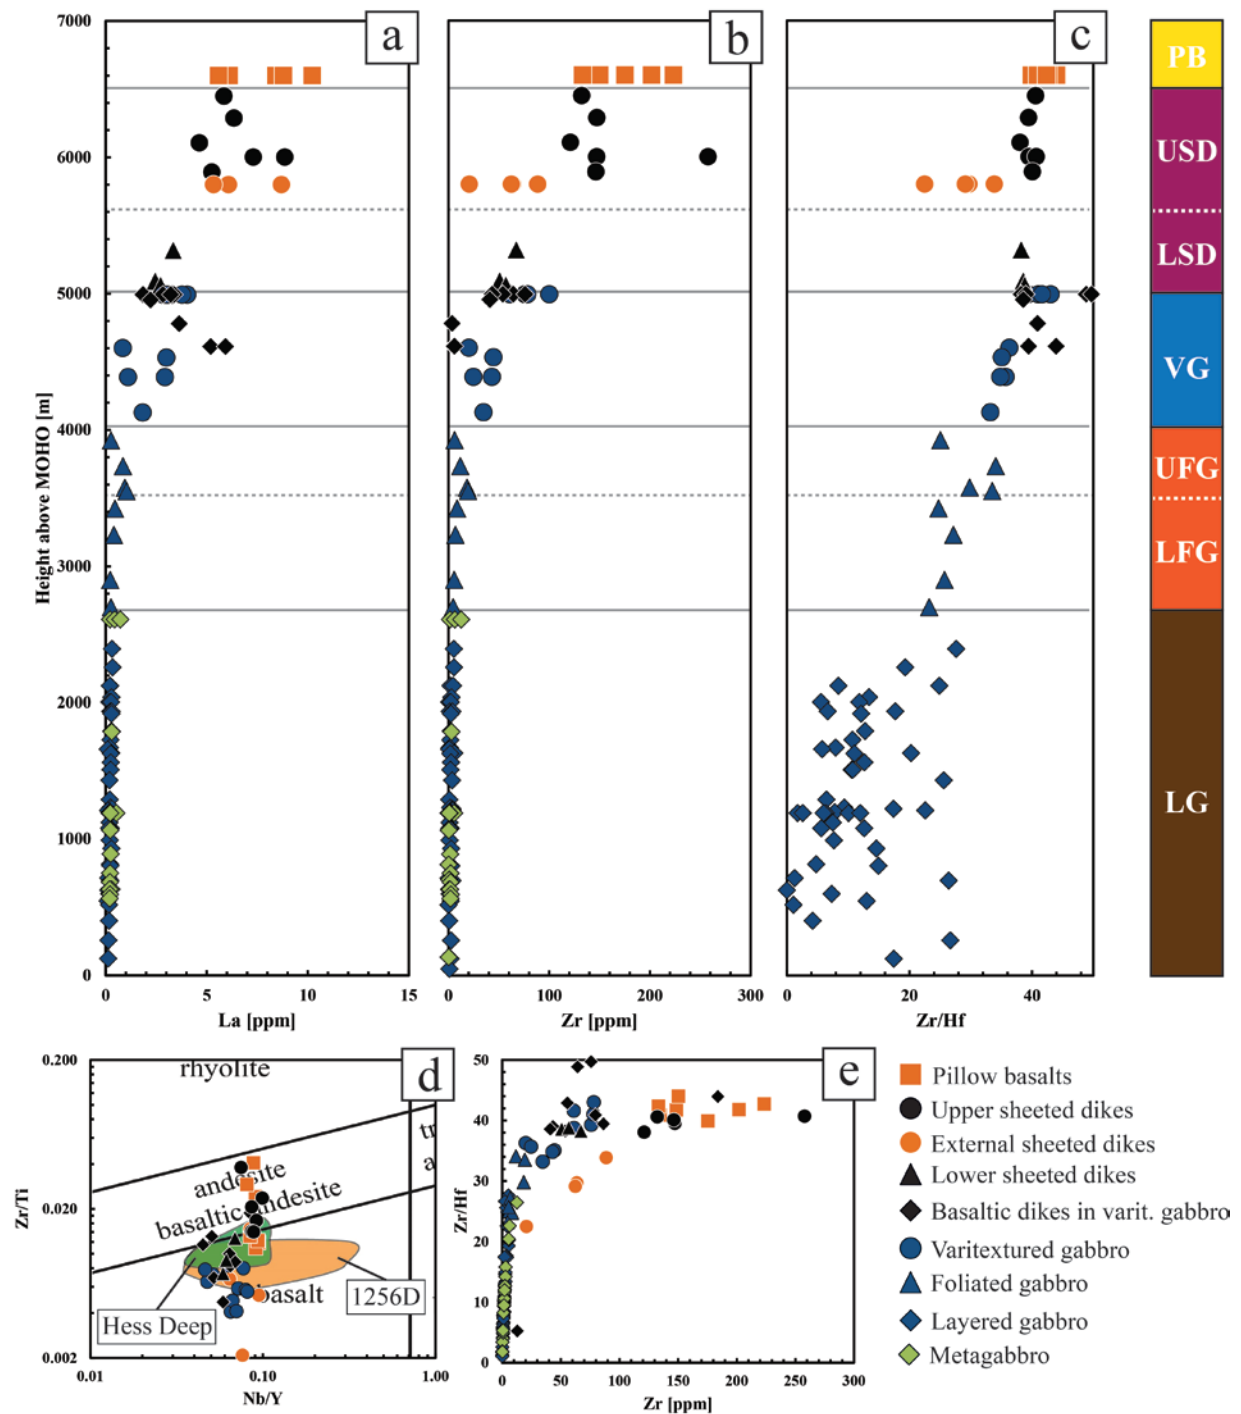 7000
6000
5000
4000
3000
2000
1000
0
Height above MOHO [m]
a
0
5
10
15
La [ppm]
b
0
100
200
300
Zr [ppm]
c
0
20
40
Zr/Hf
PB
USD
LSD
VG
UFG
LFG
LG
d
0.200
0.020
0.002
Zr/Ti
rhyolite
andesite
basaltic andesite
basalt
tr
a
Hess Deep
1256D
0.01
0.10
1.00
Nb/Y
e
50
40
30
20
10
0
Zr/Hf
0
50
100
150
200
250
300
Zr [ppm]
Pillow basalts
Upper sheeted dikes
External sheeted dikes
Lower sheeted dikes
Basaltic dikes in varit. gabbro
Varitextured gabbro
Foliated gabbro
Layered gabbro
Metagabbro